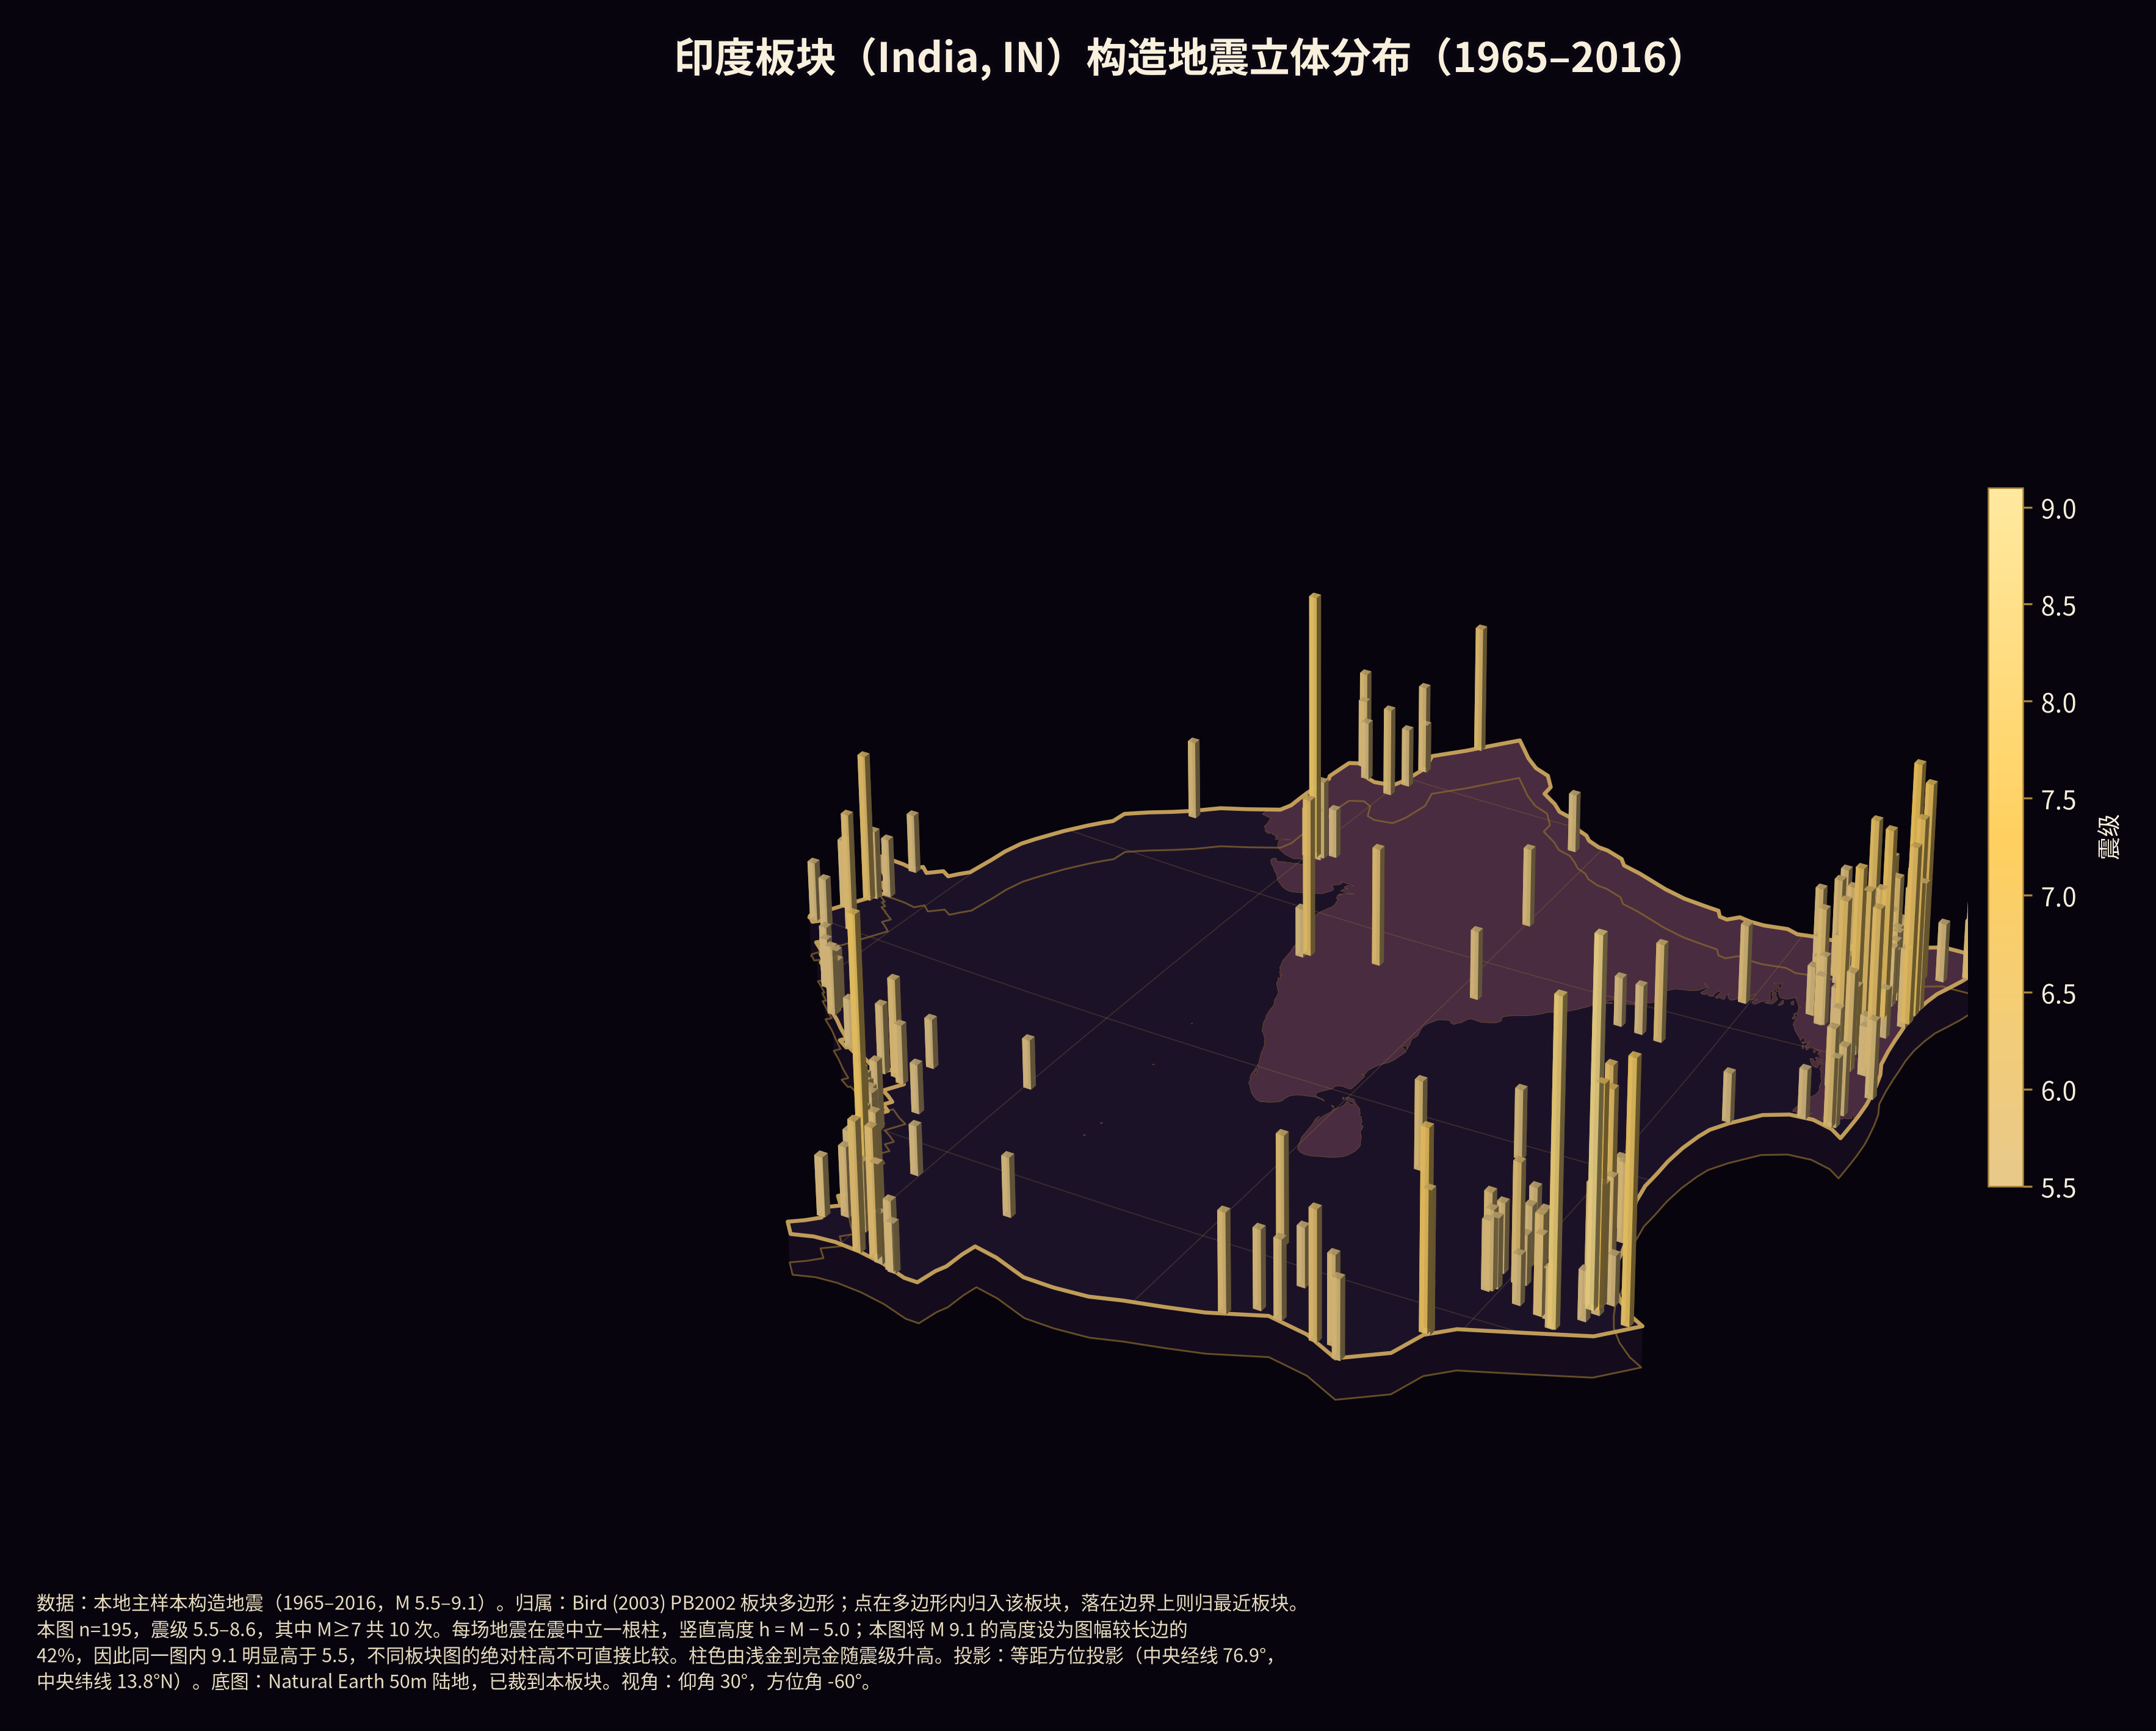 印度板块（India, IN）构造地震立体分布（1965–2016）
9.0
8.5
8.0
7.5
7.0
6.5
6.0
5.5
震级
数据：本地主样本构造地震（1965–2016，M 5.5–9.1）。归属：Bird (2003) PB2002 板块多边形；点在多边形内归入该板块，落在边界上则归最近板块。
本图 n=195，震级 5.5–8.6，其中 M≥7 共 10 次。每场地震在震中立一根柱，竖直高度 h = M − 5.0；本图将 M 9.1 的高度设为图幅较长边的
42%，因此同一图内 9.1 明显高于 5.5，不同板块图的绝对柱高不可直接比较。柱色由浅金到亮金随震级升高。投影：等距方位投影（中央经线 76.9°，
中央纬线 13.8°N）。底图：Natural Earth 50m 陆地，已裁到本板块。视角：仰角 30°，方位角 -60°。